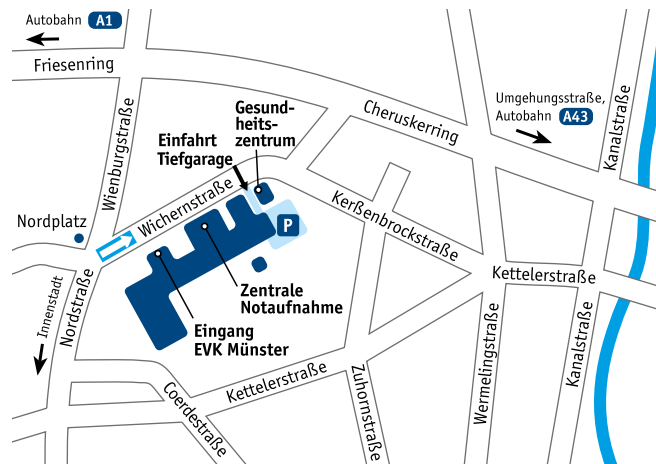 Autobahn A1
Friesenring
Wienburgstraße
Gesund-
heits-
zentrum
Einfahrt
Tiefgarage
Cheruskerring
Umgehungsstraße,
Autobahn A43
Kanalstraße
Wichernstraße
Kerßenbrockstraße
Nordplatz
P
Kettelerstraße
Innenstadt
Nordstraße
Zentrale
Notaufnahme
Eingang
EVK Münster
Kettelerstraße
Coerdestraße
Zuhornstraße
Wermelingstraße
Kanalstraße